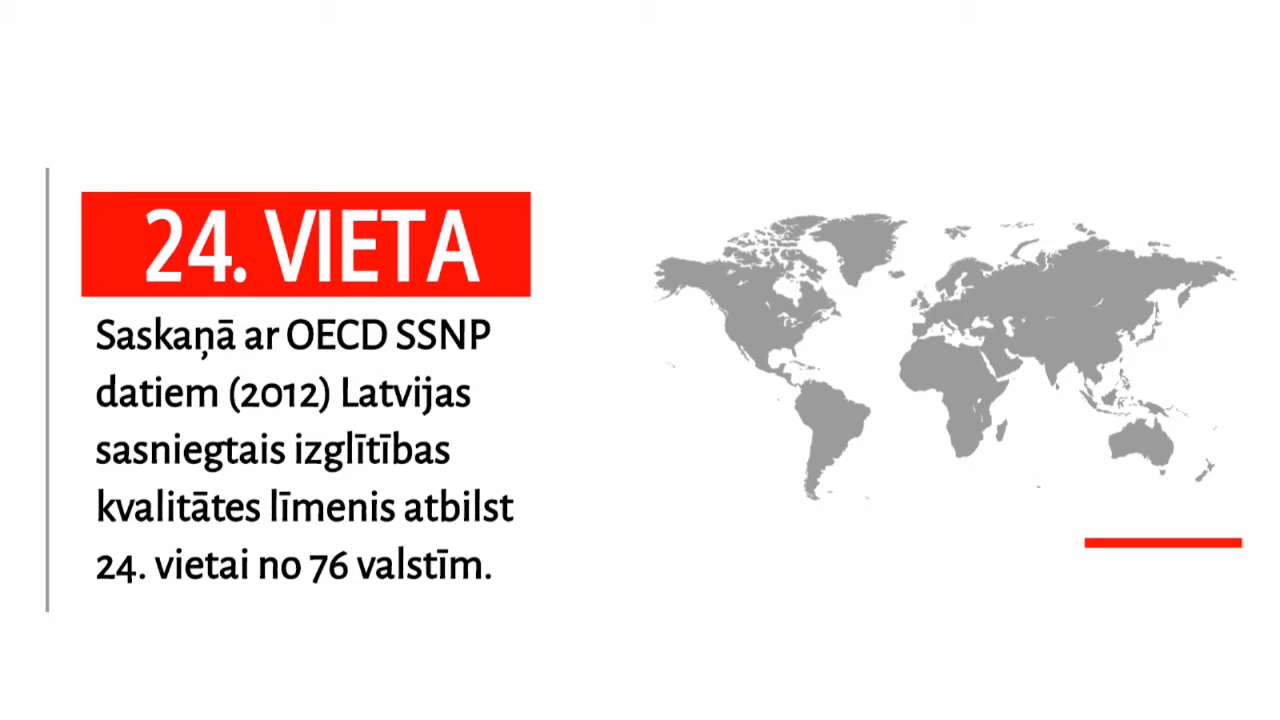 24. VIETA
Saskaņā ar OECD SSNP
datiem (2012) Latvijas
sasniegtais izglītības
kvalitātes līmenis atbilst
24. vietai no 76 valstīm.